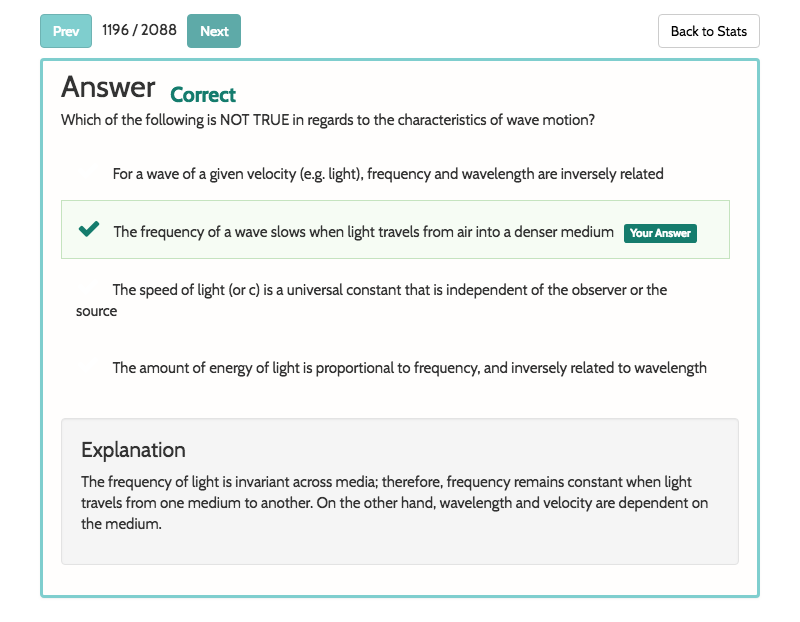 Prev 1196 / 2088 Next Back to Stats
Answer Correct
Which of the following is NOT TRUE in regards to the characteristics of wave motion?
For a wave of a given velocity (e.g. light), frequency and wavelength are inversely related
The frequency of a wave slows when light travels from air into a denser medium Your Answer
The speed of light (or c) is a universal constant that is independent of the observer or the
source
The amount of energy of light is proportional to frequency, and inversely related to wavelength
Explanation
The frequency of light is invariant across media; therefore, frequency remains constant when light
travels from one medium to another. On the other hand, wavelength and velocity are dependent on
the medium.